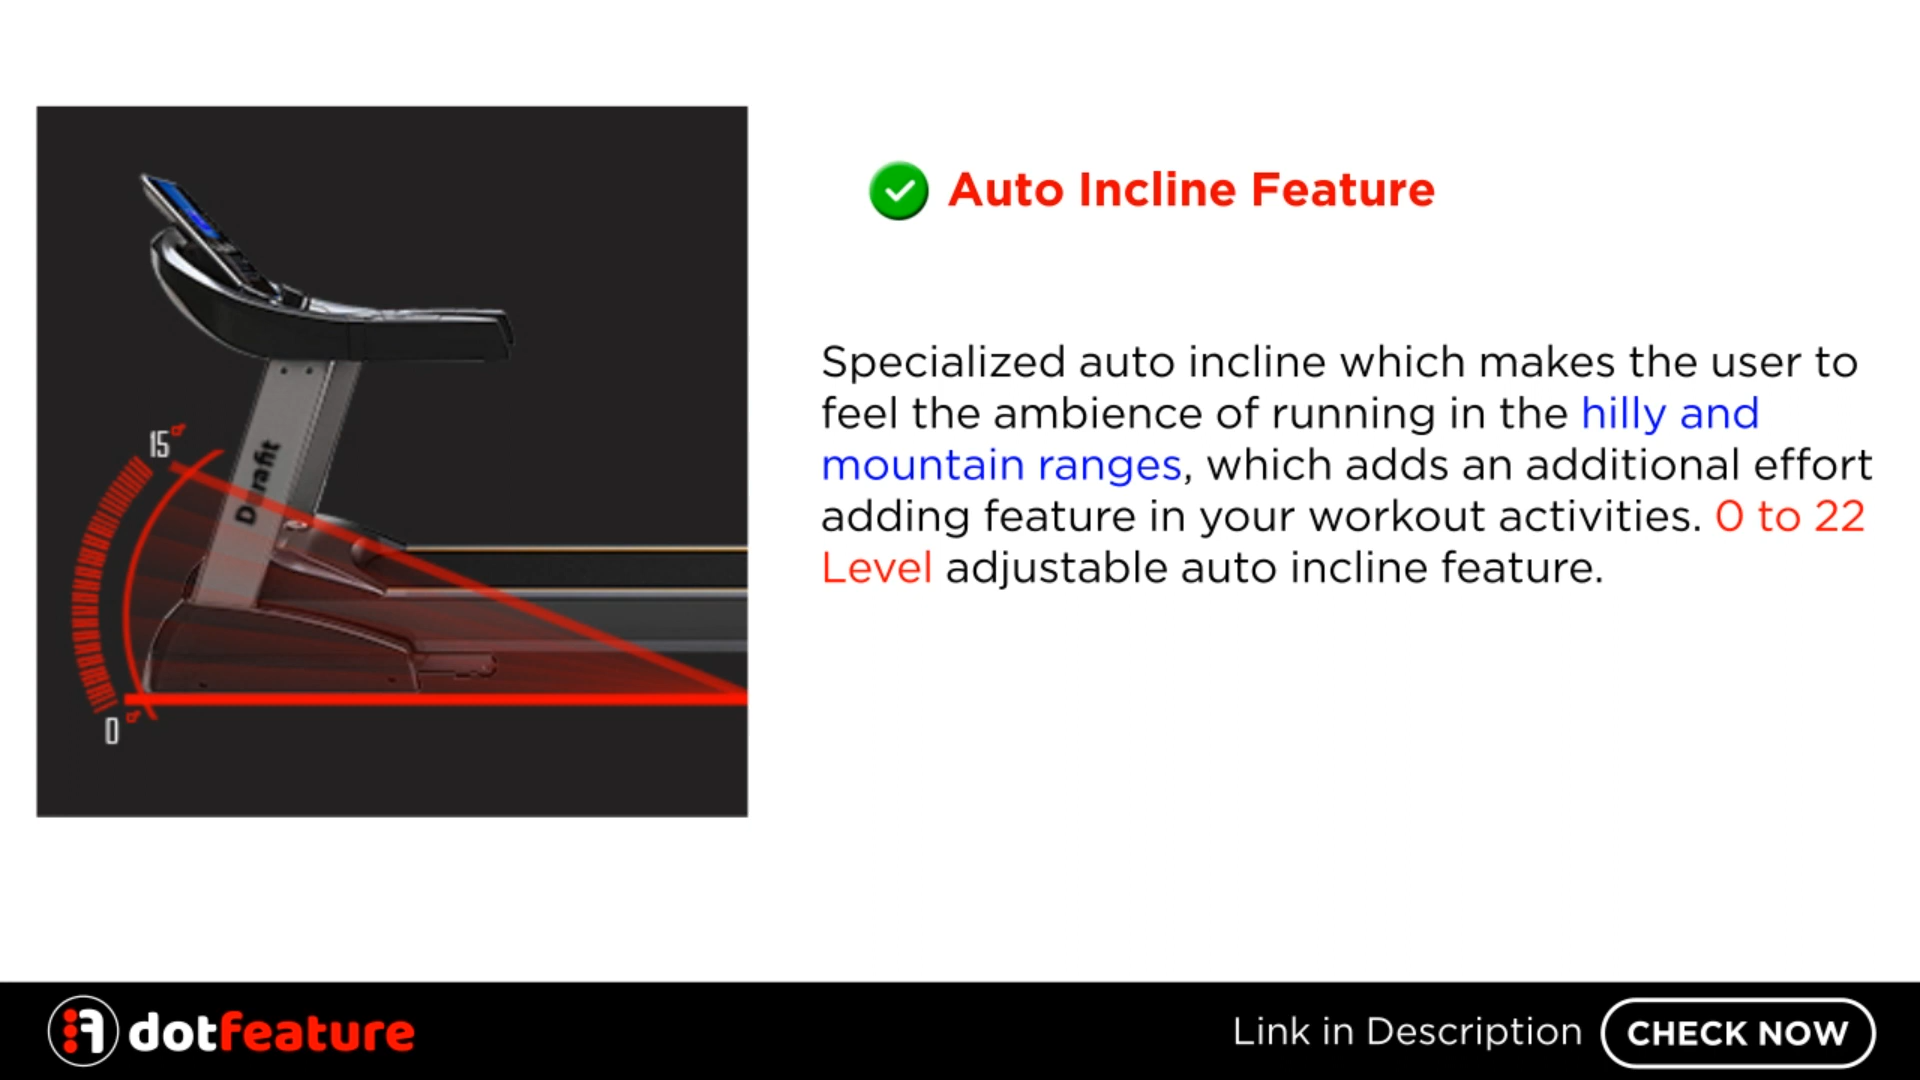 Auto Incline Feature
Specialized auto incline which makes the user to
feel the ambience of running in the hilly and
mountain ranges, which adds an additional effort
adding feature in your workout activities. 0 to 22
Level adjustable auto incline feature.
15
Durafit
0
dotfeature
Link in Description
CHECK NOW